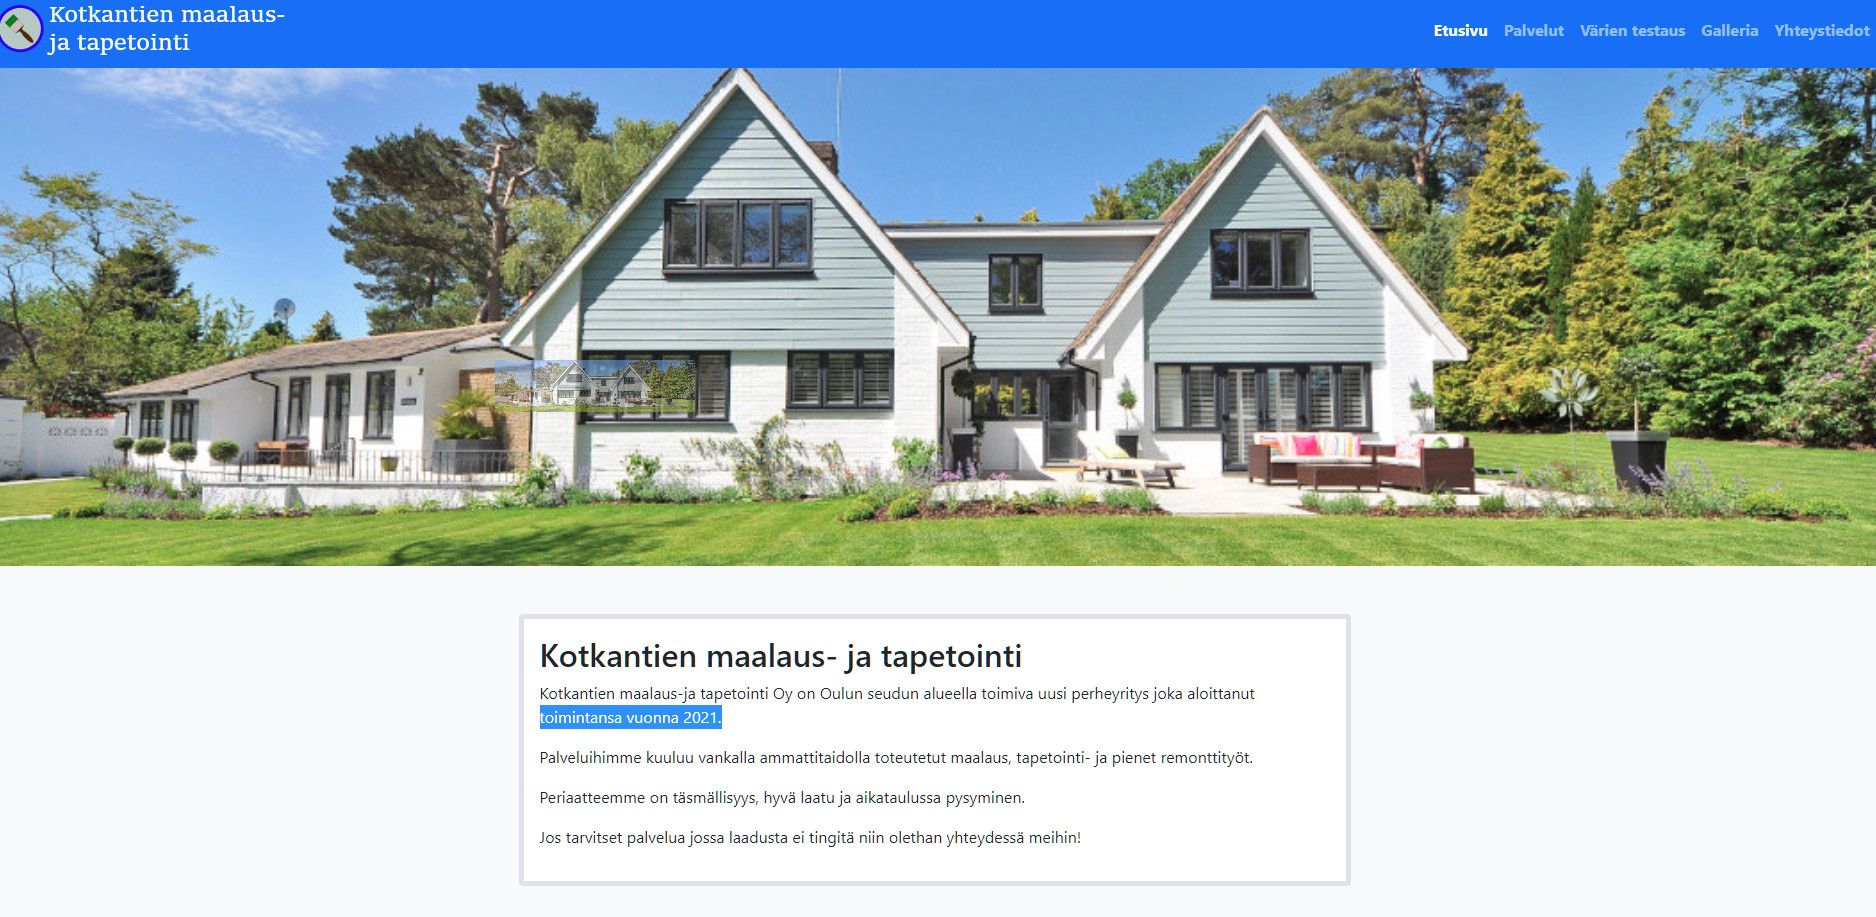 Kotkantien maalaus-
ja tapetointi
Etusivu Palvelut Värien testaus Galleria Yhteystiedot
Kotkantien maalaus- ja tapetointi
Kotkantien maalaus-ja tapetointi Oy on Oulun seudun alueella toimiva uusi perheyritys joka aloittanut
toimintansa vuonna 2021.
Palveluihimme kuuluu vankalla ammattitaidolla toteutetut maalaus, tapetointi- ja pienet remonttityöt.
Periaatteemme on täsmällisyys, hyvä laatu ja aikataulussa pysyminen.
Jos tarvitset palvelua jossa laadusta ei tingitä niin olethan yhteydessä meihin!